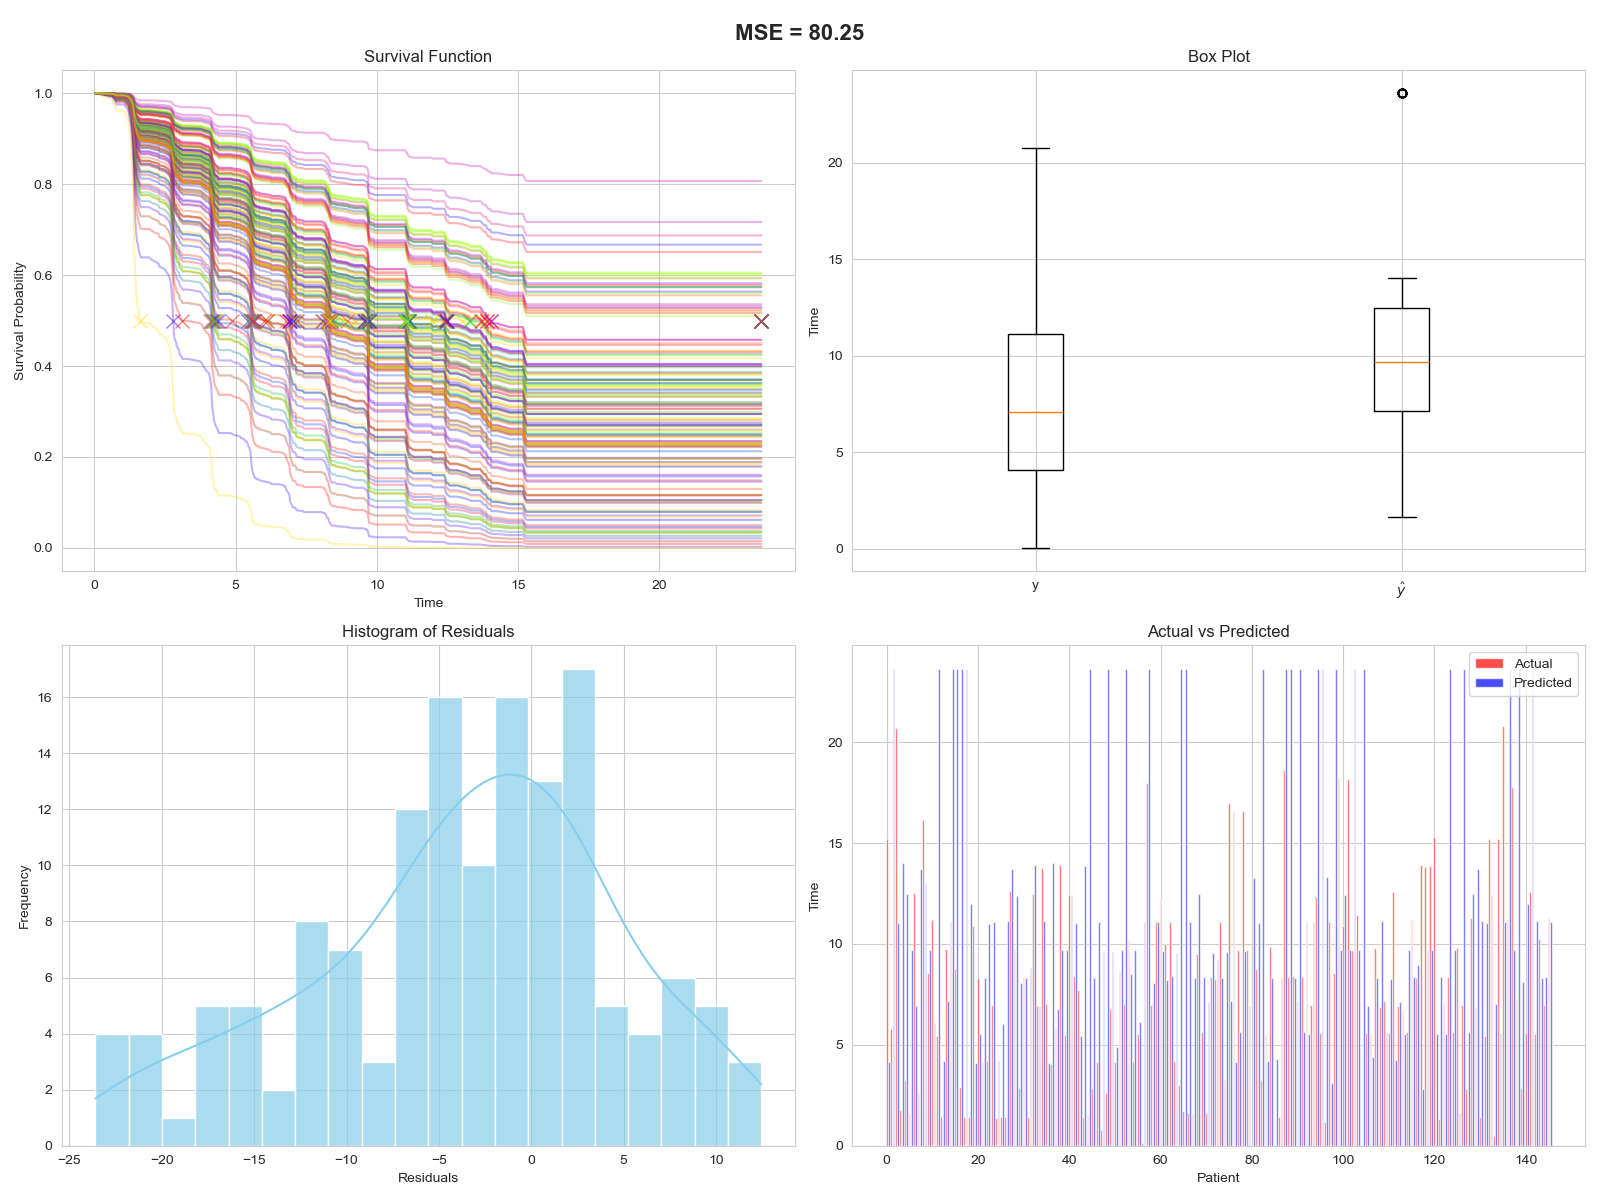 MSE = 80.25
Survival Function
1.0
0.8
0.6
0.4
0.2
0.0
Survival Probability
0 5 10 15 20
Time
Box Plot
20
15
10
5
0
Time
y ŷ
Histogram of Residuals
16
14
12
10
8
6
4
2
0
Frequency
−25 −20 −15 −10 −5 0 5 10
Residuals
Actual vs Predicted
Actual
Predicted
20
15
10
5
0
Time
0 20 40 60 80 100 120 140
Patient